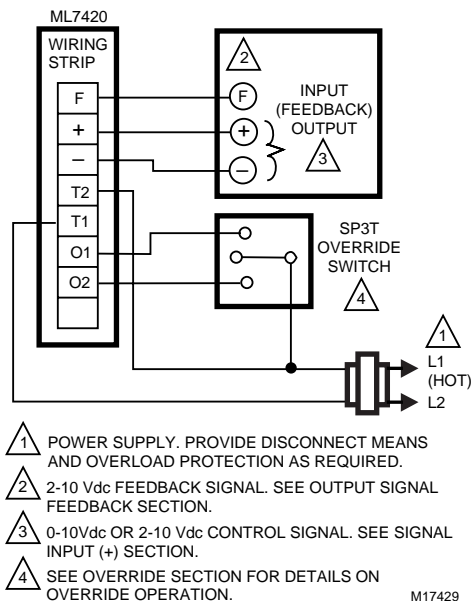 ML7420
WIRING
STRIP
F
+
−
T2
T1
O1
O2
2
F
+
−
INPUT
(FEEDBACK)
OUTPUT
3
SP3T
OVERRIDE
SWITCH
4
1
L1
(HOT)
L2
1 POWER SUPPLY. PROVIDE DISCONNECT MEANS
AND OVERLOAD PROTECTION AS REQUIRED.
2 2-10 Vdc FEEDBACK SIGNAL. SEE OUTPUT SIGNAL
FEEDBACK SECTION.
3 0-10Vdc OR 2-10 Vdc CONTROL SIGNAL. SEE SIGNAL
INPUT (+) SECTION.
4 SEE OVERRIDE SECTION FOR DETAILS ON
OVERRIDE OPERATION.
M17429